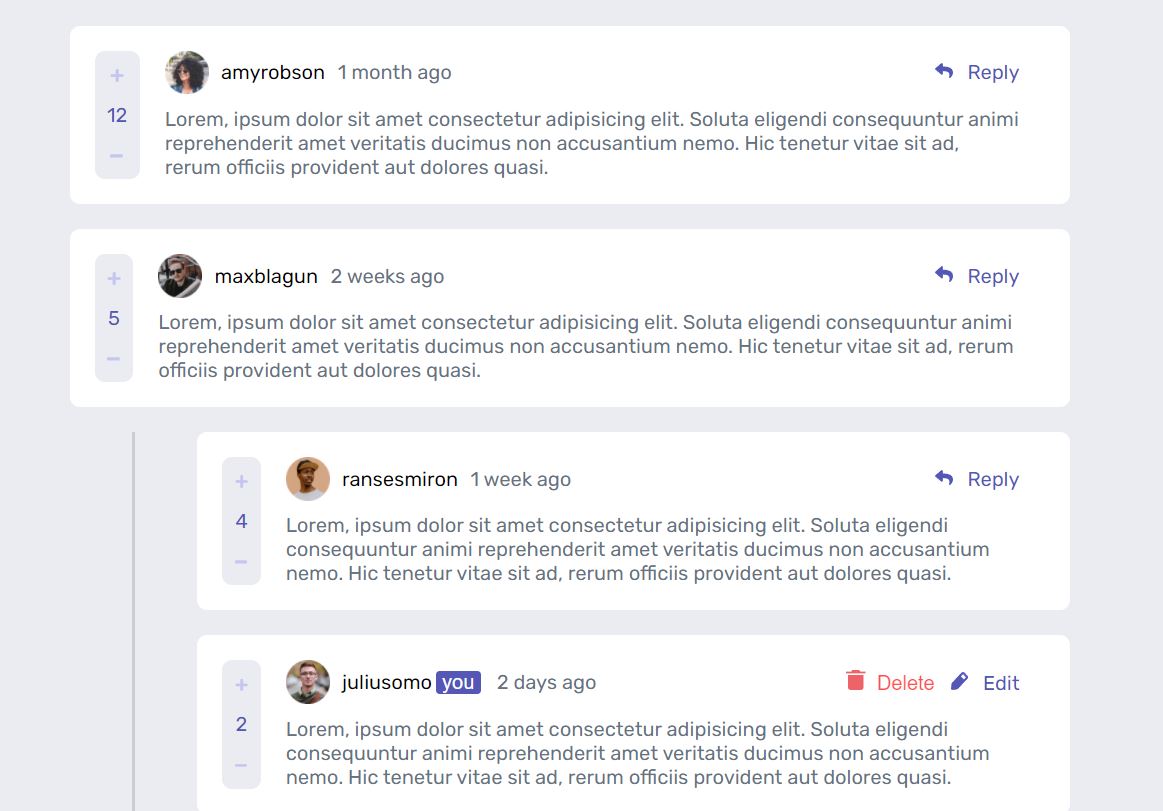 +
amyrobson 1 month ago Reply
12
Lorem, ipsum dolor sit amet consectetur adipisicing elit. Soluta eligendi consequuntur animi
reprehenderit amet veritatis ducimus non accusantium nemo. Hic tenetur vitae sit ad,
−
rerum officiis provident aut dolores quasi.
+
maxblagun 2 weeks ago Reply
5
Lorem, ipsum dolor sit amet consectetur adipisicing elit. Soluta eligendi consequuntur animi
reprehenderit amet veritatis ducimus non accusantium nemo. Hic tenetur vitae sit ad, rerum
−
officiis provident aut dolores quasi.
+
ransesmiron 1 week ago Reply
4
Lorem, ipsum dolor sit amet consectetur adipisicing elit. Soluta eligendi
consequuntur animi reprehenderit amet veritatis ducimus non accusantium
−
nemo. Hic tenetur vitae sit ad, rerum officiis provident aut dolores quasi.
+
juliusomo you 2 days ago Delete Edit
2
Lorem, ipsum dolor sit amet consectetur adipisicing elit. Soluta eligendi
consequuntur animi reprehenderit amet veritatis ducimus non accusantium
−
nemo. Hic tenetur vitae sit ad, rerum officiis provident aut dolores quasi.